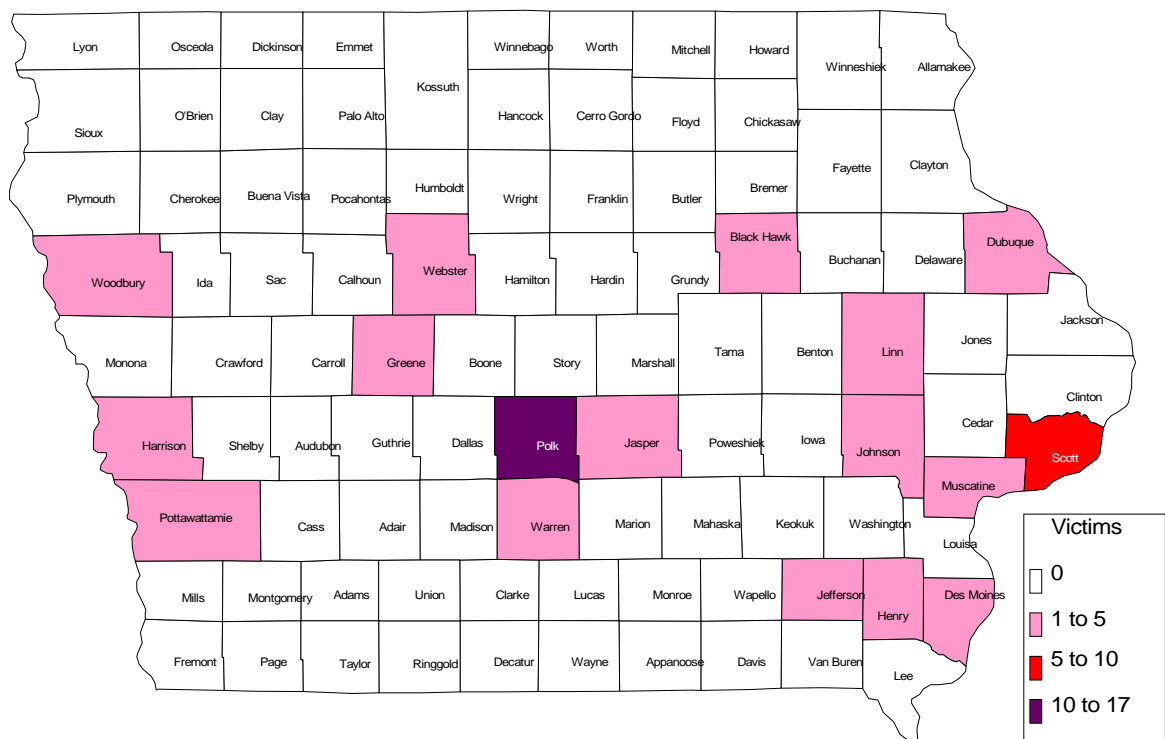 Lyon
Osceola
Dickinson
Emmet
Winnebago
Worth
Mitchell
Howard
Winneshiek
Allamakee
Kossuth
Sioux
O'Brien
Clay
Palo Alto
Hancock
Cerro Gordo
Floyd
Chickasaw
Fayette
Clayton
Plymouth
Cherokee
Buena Vista
Pocahontas
Humboldt
Wright
Franklin
Butler
Bremer
Woodbury
Ida
Sac
Calhoun
Webster
Hamilton
Hardin
Grundy
Black Hawk
Buchanan
Delaware
Dubuque
Monona
Crawford
Carroll
Greene
Boone
Story
Marshall
Tama
Benton
Linn
Jones
Jackson
Clinton
Harrison
Shelby
Audubon
Guthrie
Dallas
Polk
Jasper
Poweshiek
Iowa
Johnson
Cedar
Scott
Muscatine
Pottawattamie
Cass
Adair
Madison
Warren
Marion
Mahaska
Keokuk
Washington
Louisa
Mills
Montgomery
Adams
Union
Clarke
Lucas
Monroe
Wapello
Jefferson
Henry
Des Moines
Fremont
Page
Taylor
Ringgold
Decatur
Wayne
Appanoose
Davis
Van Buren
Lee
Victims
0
1 to 5
5 to 10
10 to 17